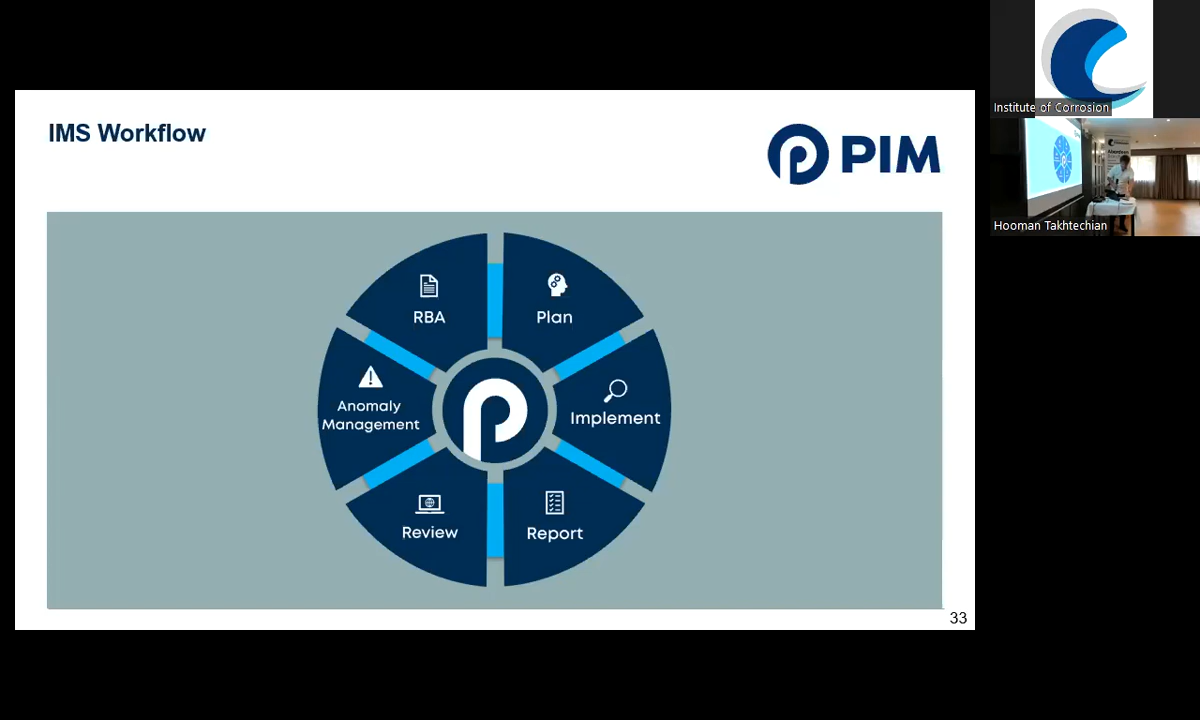 IMS Workflow
PIM
RBA
Plan
Anomaly
Management
Implement
Review
Report
33
Institute of Corrosion
Hooman Takhtechian